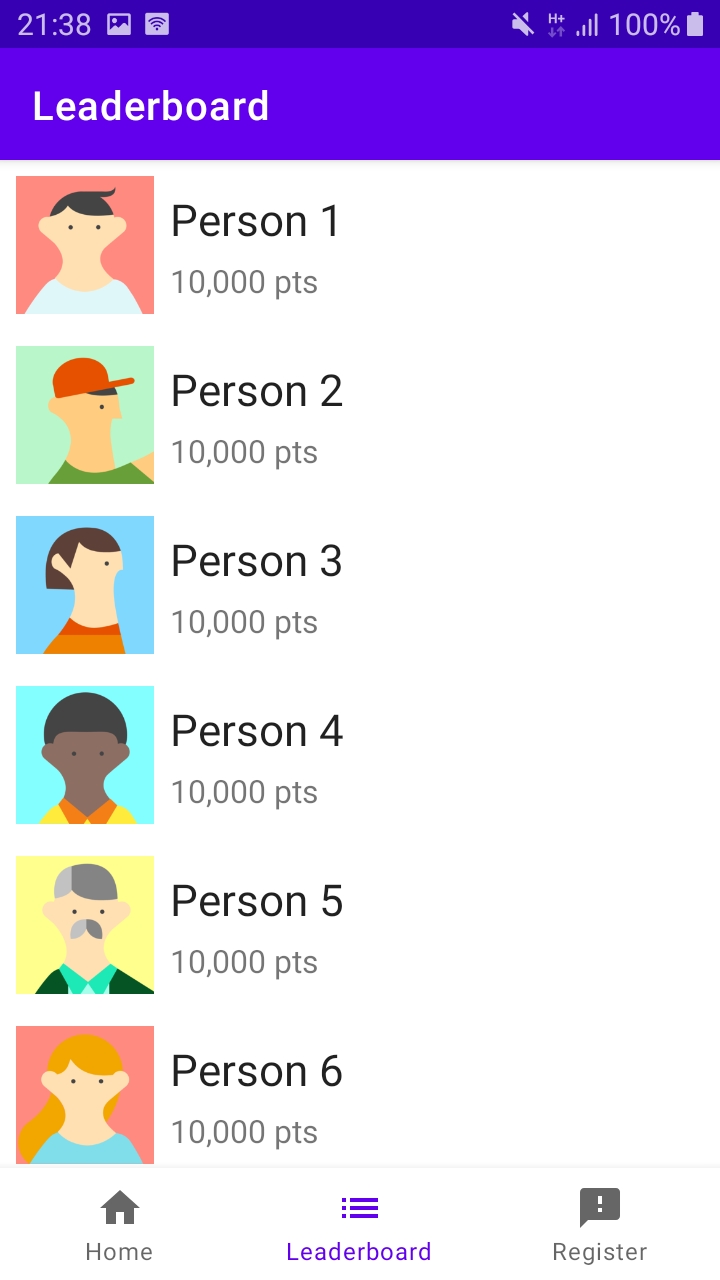 21:38 H+ 100%
Leaderboard
Person 1
10,000 pts
Person 2
10,000 pts
Person 3
10,000 pts
Person 4
10,000 pts
Person 5
10,000 pts
Person 6
10,000 pts
Home Leaderboard Register